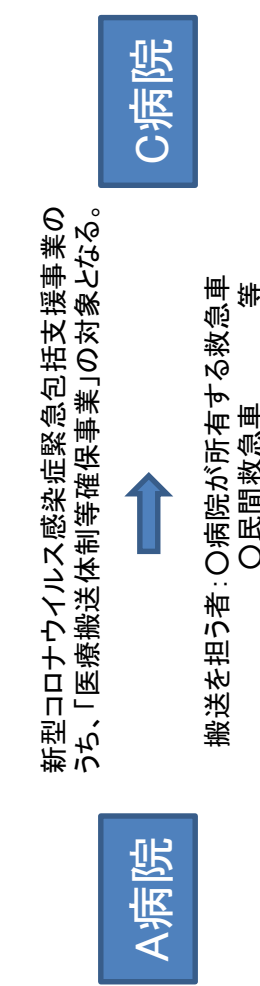 新型コロナウイルス感染症緊急包括支援事業の
うち、「医療搬送体制等確保事業」の対象となる。
A病院
C病院
搬送を担う者：〇病院が所有する救急車
〇民間救急車　等